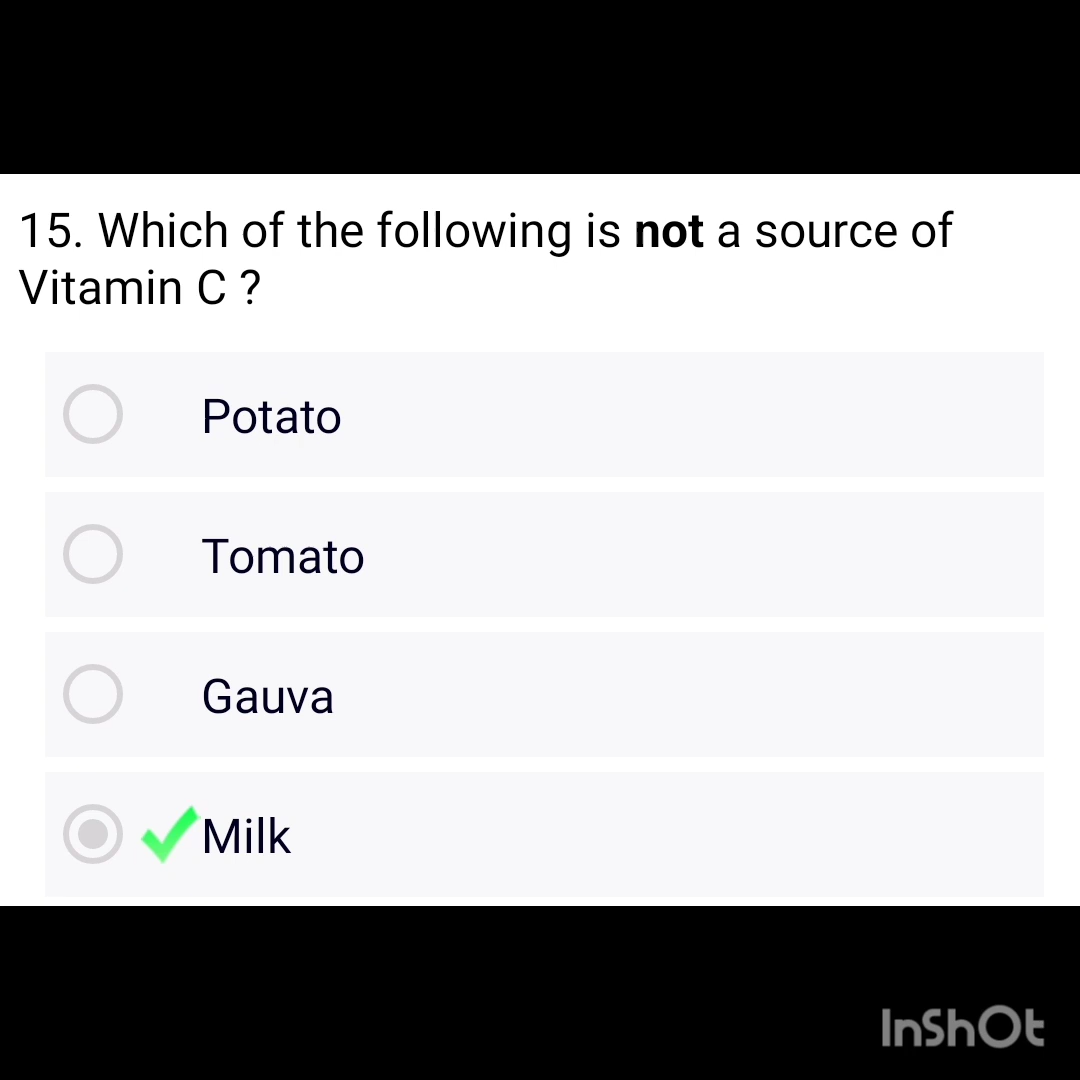 15. Which of the following is not a source of
Vitamin C ?
Potato
Tomato
Gauva
Milk
InShOt